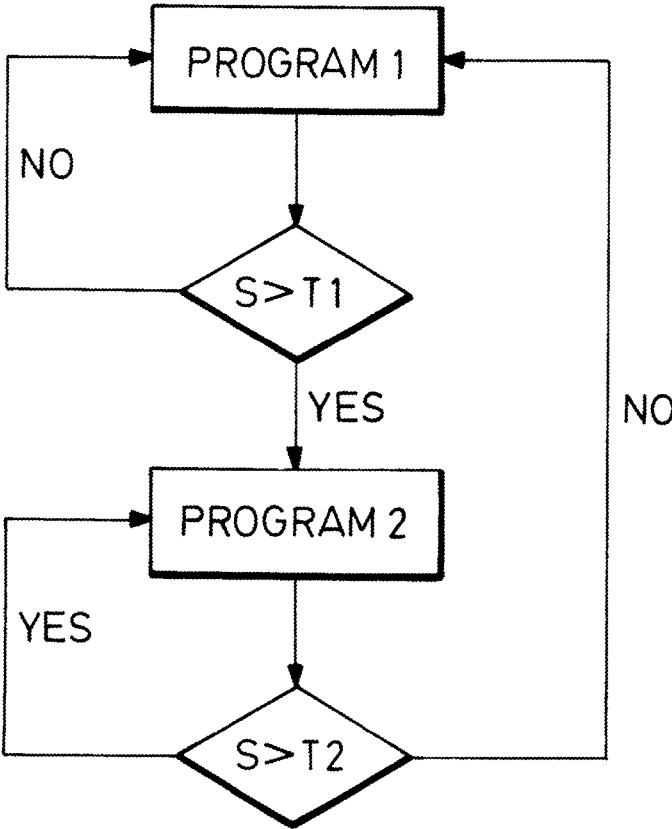 PROGRAM 1
NO
S>T1
YES
NO
PROGRAM 2
YES
S>T2